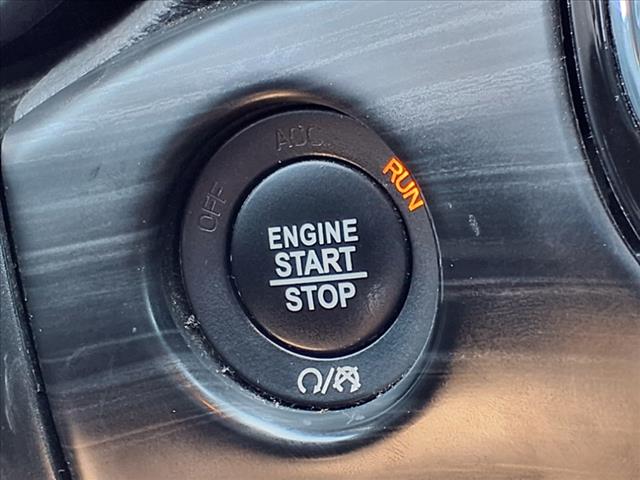 OFF
ACC
RUN
ENGINE
START
STOP